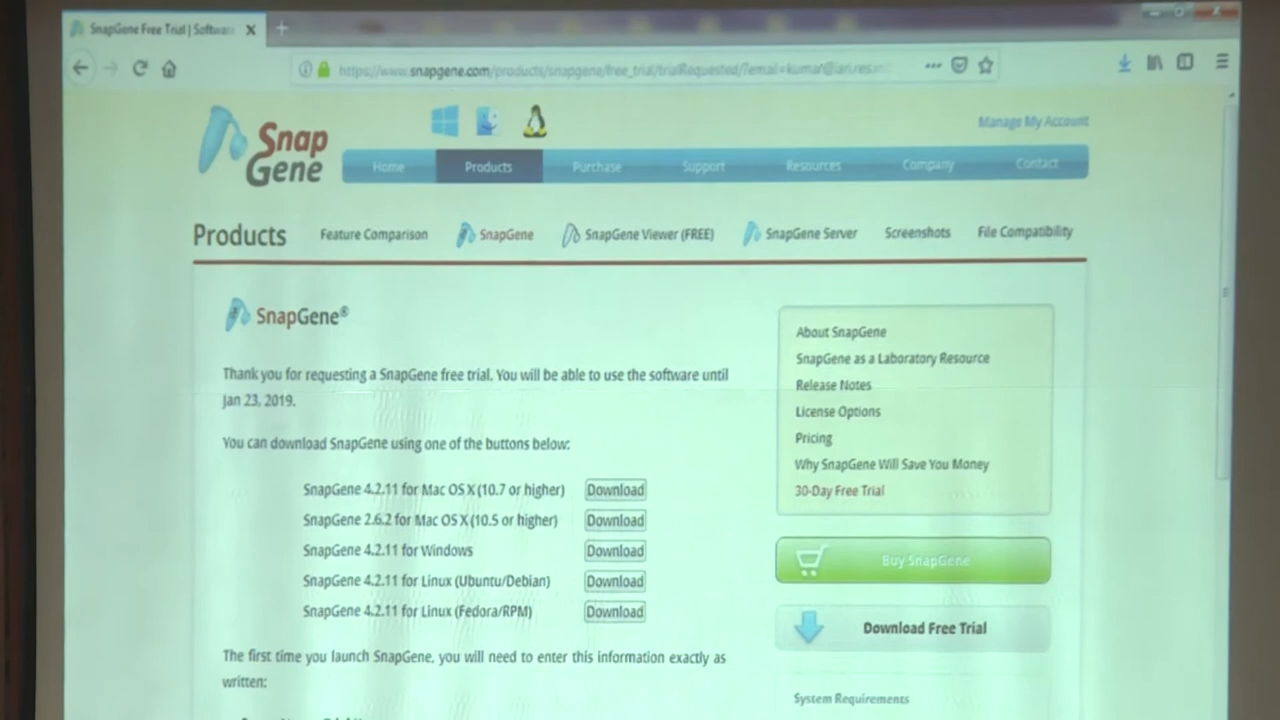 SnapGene Free Trial | Softwar
https://www.snapgene.com/products/snapgene/free_trial/trialRequested/?email=kumar@iari.res.in
Snap
Gene
Manage My Account
Home Products Purchase Support Resources Company Contact
Products Feature Comparison SnapGene SnapGene Viewer (FREE) SnapGene Server Screenshots File Compatibility
SnapGene®
Thank you for requesting a SnapGene free trial. You will be able to use the software until
Jan 23, 2019.
You can download SnapGene using one of the buttons below:
SnapGene 4.2.11 for Mac OS X (10.7 or higher) Download
SnapGene 2.6.2 for Mac OS X (10.5 or higher) Download
SnapGene 4.2.11 for Windows Download
SnapGene 4.2.11 for Linux (Ubuntu/Debian) Download
SnapGene 4.2.11 for Linux (Fedora/RPM) Download
The first time you launch SnapGene, you will need to enter this information exactly as
written:
About SnapGene
SnapGene as a Laboratory Resource
Release Notes
License Options
Pricing
Why SnapGene Will Save You Money
30-Day Free Trial
Buy SnapGene
Download Free Trial
System Requirements